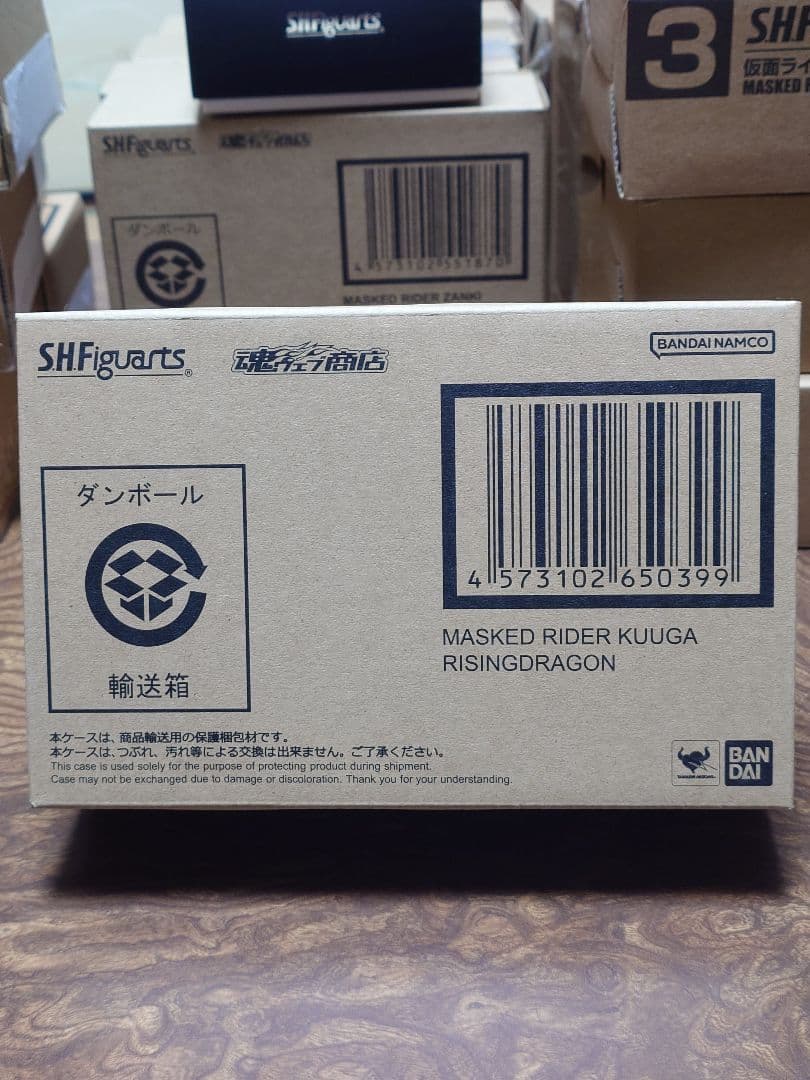 S.H.Figuarts
3
S.H.F
仮面ライ
MASKED R
S.H.Figuarts
魂ウェブ商店
ダンボール
4 573102 551870
MASKED RIDER ZANKI
S.H.Figuarts®
魂ウェブ商店
BANDAI NAMCO
ダンボール
輸送箱
4 573102 650399
MASKED RIDER KUUGA
RISINGDRAGON
本ケースは、商品輸送用の保護梱包材です。
本ケースは、つぶれ、汚れ等による交換は出来ません。ご了承ください。
This case is used solely for the purpose of protecting product during shipment.
Case may not be exchanged due to damage or discoloration. Thank you for your understanding.
TAMASHII NATIONS
BAN
DAI